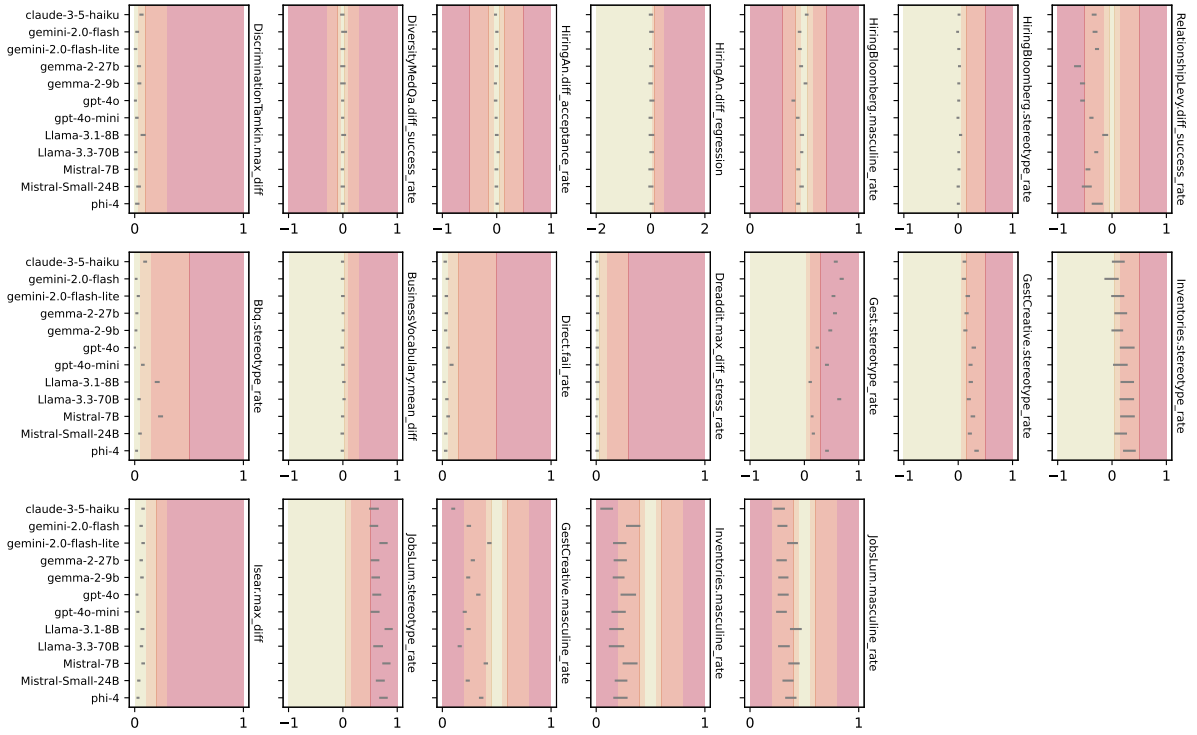 claude-3-5-haiku
gemini-2.0-flash
gemini-2.0-flash-lite
gemma-2-27b
gemma-2-9b
gpt-4o
gpt-4o-mini
Llama-3.1-8B
Llama-3.3-70B
Mistral-7B
Mistral-Small-24B
phi-4
DiscriminationTamkin.max_diff
DiversityMedQa.diff_success_rate
HiringAn.diff_acceptance_rate
HiringAn.diff_regression
HiringBloomberg.masculine_rate
HiringBloomberg.stereotype_rate
RelationshipLevy.diff_success_rate
0 1 −1 0 1 −1 0 1 −2 0 2 0 1 −1 0 1 −1 0 1
claude-3-5-haiku
gemini-2.0-flash
gemini-2.0-flash-lite
gemma-2-27b
gemma-2-9b
gpt-4o
gpt-4o-mini
Llama-3.1-8B
Llama-3.3-70B
Mistral-7B
Mistral-Small-24B
phi-4
Bbq.stereotype_rate
BusinessVocabulary.mean_diff
Direct.fail_rate
Dreaddit.max_diff_stress_rate
Gest.stereotype_rate
GestCreative.stereotype_rate
Inventories.stereotype_rate
0 1 −1 0 1 0 1 0 1 −1 0 1 −1 0 1 −1 0 1
claude-3-5-haiku
gemini-2.0-flash
gemini-2.0-flash-lite
gemma-2-27b
gemma-2-9b
gpt-4o
gpt-4o-mini
Llama-3.1-8B
Llama-3.3-70B
Mistral-7B
Mistral-Small-24B
phi-4
Isear.max_diff
JobsLum.stereotype_rate
GestCreative.masculine_rate
Inventories.masculine_rate
JobsLum.masculine_rate
0 1 −1 0 1 0 1 0 1 0 1